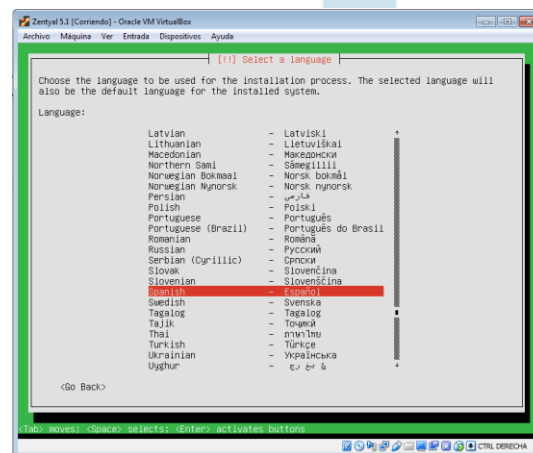 Zentyal 5.1 [Corriendo] - Oracle VM VirtualBox
Archivo Máquina Ver Entrada Dispositivos Ayuda
[!!] Select a language
Choose the language to be used for the installation process. The selected language will
also be the default language for the installed system.
Language:
Latvian - Latviski
Lithuanian - Lietuviškai
Macedonian - Македонски
Northern Sami - Sámegillii
Norwegian Bokmaal - Norsk bokmål
Norwegian Nynorsk - Norsk nynorsk
Persian - فارسی
Polish - Polski
Portuguese - Português
Portuguese (Brazil) - Português do Brasil
Romanian - Română
Russian - Русский
Serbian (Cyrillic) - Српски
Slovak - Slovenčina
Slovenian - Slovenščina
Spanish - Español
Swedish - Svenska
Tagalog - Tagalog
Tajik - Тоҷикӣ
Thai - ภาษาไทย
Turkish - Türkçe
Ukrainian - Українська
Uyghur -
<Go Back>
<Tab> moves; <Space> selects; <Enter> activates buttons
CTRL DERECHA